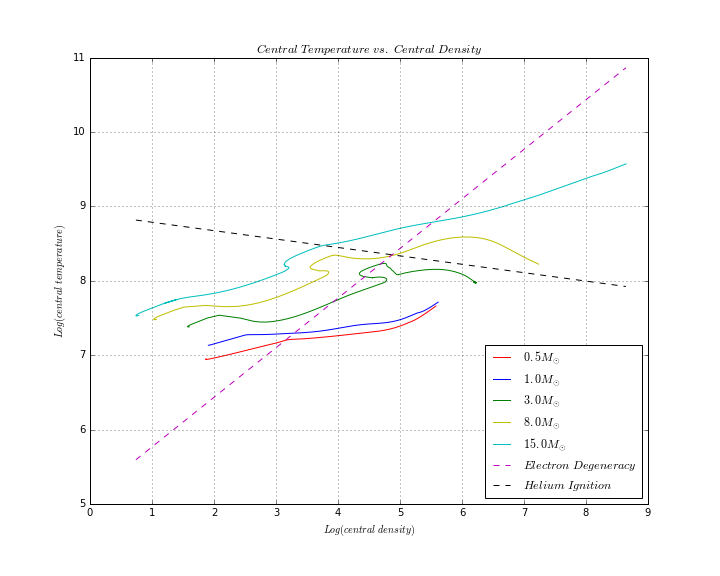 Central Temperature vs. Central Density
11
10
9
8
7
6
5
Log(central temperature)
0.5M⊙
1.0M⊙
3.0M⊙
8.0M⊙
15.0M⊙
Electron Degeneracy
Helium Ignition
0 1 2 3 4 5 6 7 8 9
Log(central density)